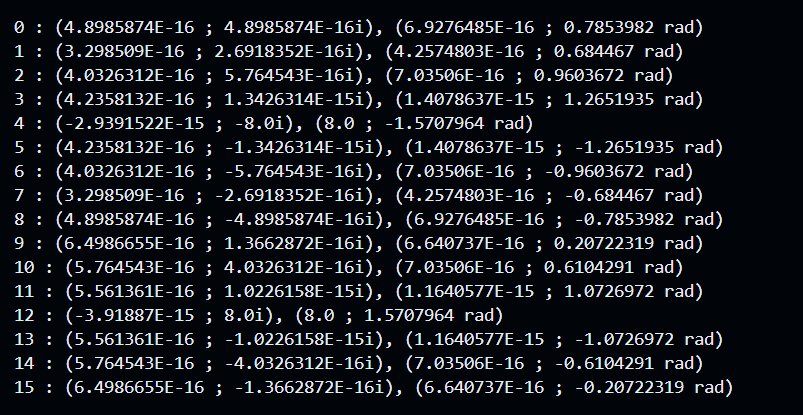 0 : (4.8985874E-16 ; 4.8985874E-16i), (6.9276485E-16 ; 0.7853982 rad)
1 : (3.298509E-16 ; 2.6918352E-16i), (4.2574803E-16 ; 0.684467 rad)
2 : (4.0326312E-16 ; 5.764543E-16i), (7.03506E-16 ; 0.9603672 rad)
3 : (4.2358132E-16 ; 1.3426314E-15i), (1.4078637E-15 ; 1.2651935 rad)
4 : (-2.9391522E-15 ; -8.0i), (8.0 ; -1.5707964 rad)
5 : (4.2358132E-16 ; -1.3426314E-15i), (1.4078637E-15 ; -1.2651935 rad)
6 : (4.0326312E-16 ; -5.764543E-16i), (7.03506E-16 ; -0.9603672 rad)
7 : (3.298509E-16 ; -2.6918352E-16i), (4.2574803E-16 ; -0.684467 rad)
8 : (4.8985874E-16 ; -4.8985874E-16i), (6.9276485E-16 ; -0.7853982 rad)
9 : (6.4986655E-16 ; 1.3662872E-16i), (6.640737E-16 ; 0.20722319 rad)
10 : (5.764543E-16 ; 4.0326312E-16i), (7.03506E-16 ; 0.6104291 rad)
11 : (5.561361E-16 ; 1.0226158E-15i), (1.1640577E-15 ; 1.0726972 rad)
12 : (-3.91887E-15 ; 8.0i), (8.0 ; 1.5707964 rad)
13 : (5.561361E-16 ; -1.0226158E-15i), (1.1640577E-15 ; -1.0726972 rad)
14 : (5.764543E-16 ; -4.0326312E-16i), (7.03506E-16 ; -0.6104291 rad)
15 : (6.4986655E-16 ; -1.3662872E-16i), (6.640737E-16 ; -0.20722319 rad)